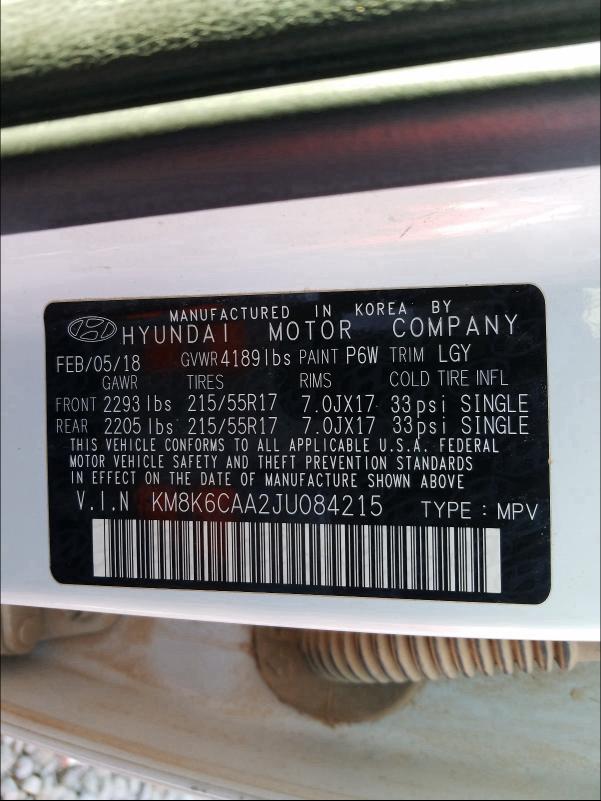 MANUFACTURED IN KOREA BY
HYUNDAI MOTOR COMPANY
FEB/05/18 GVWR 4189lbs PAINT P6W TRIM LGY
GAWR TIRES RIMS COLD TIRE INFL
FRONT 2293 lbs 215/55R17 7.0JX17 33psi SINGLE
REAR 2205 lbs 215/55R17 7.0JX17 33psi SINGLE
THIS VEHICLE CONFORMS TO ALL APPLICABLE U.S.A. FEDERAL
MOTOR VEHICLE SAFETY AND THEFT PREVENTION STANDARDS
IN EFFECT ON THE DATE OF MANUFACTURE SHOWN ABOVE
V.I.N KM8K6CAA2JU084215 TYPE : MPV